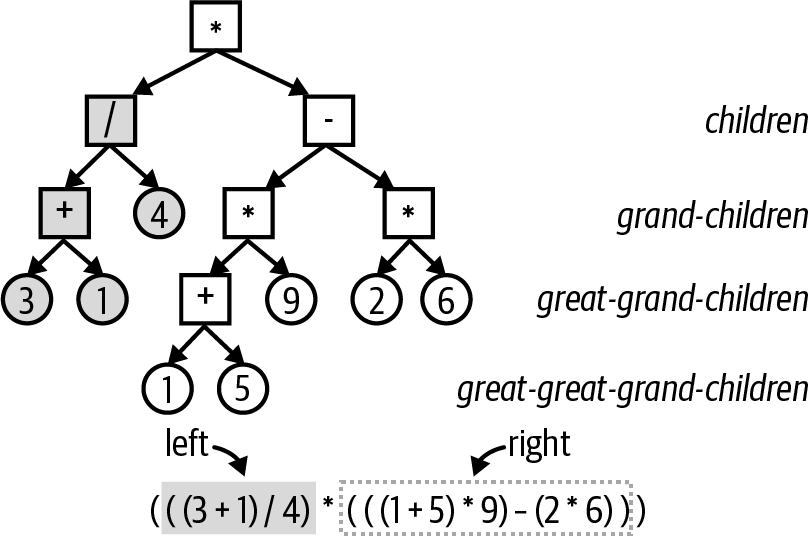 *
/ - children
+ 4 * * grand-children
3 1 + 9 2 6 great-grand-children
1 5 great-great-grand-children
left right
( ( (3 + 1) / 4) * ( ( (1 + 5) * 9) – (2 * 6) ) )